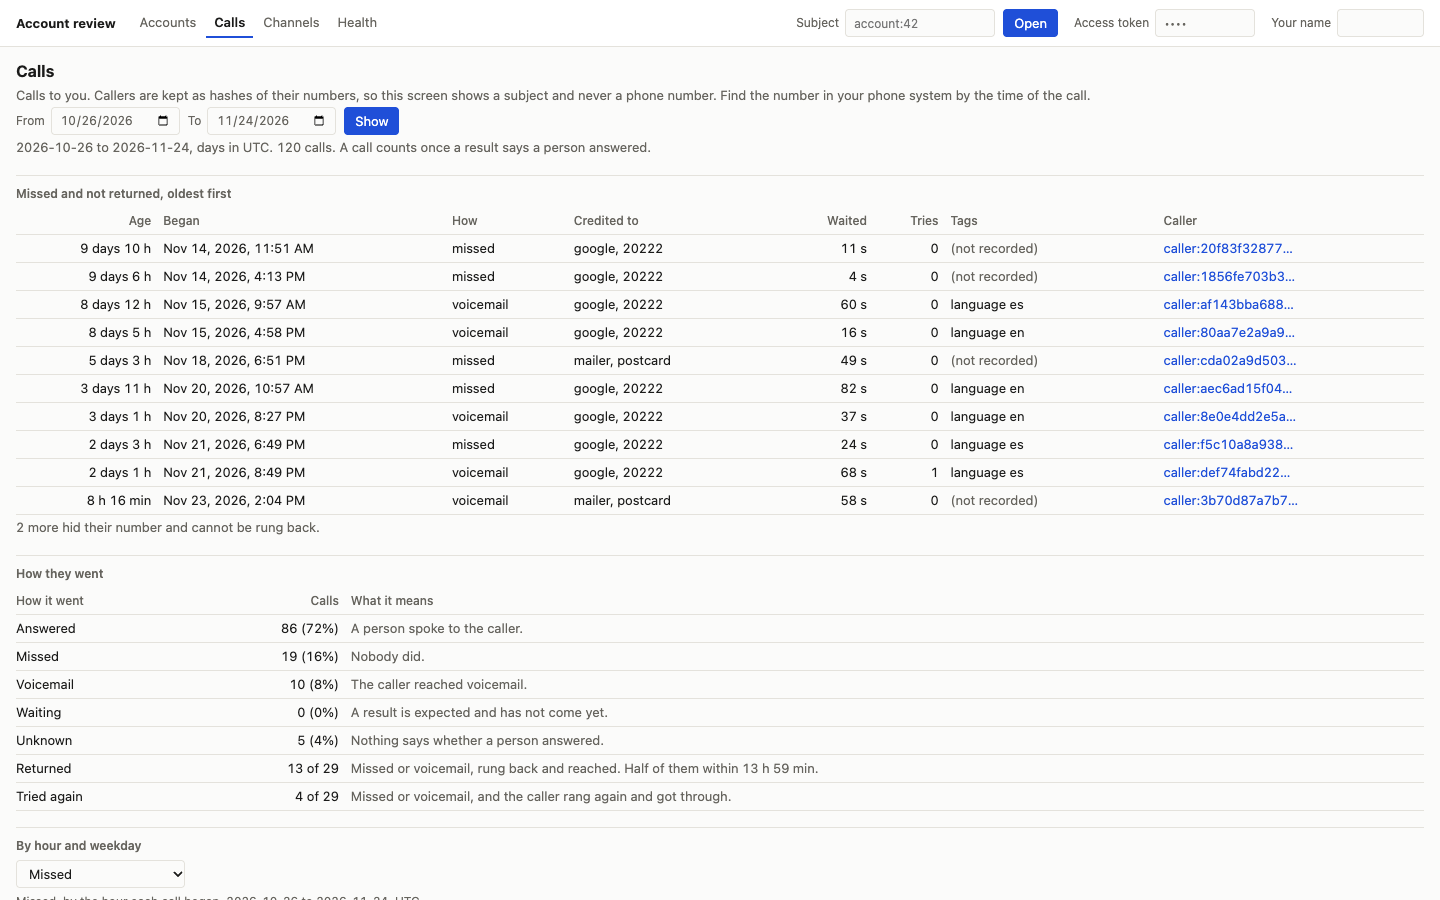 Account review Accounts Calls Channels Health Subject account:42 Open Access token •••• Your name
Calls
Calls to you. Callers are kept as hashes of their numbers, so this screen shows a subject and never a phone number. Find the number in your phone system by the time of the call.
From 10/26/2026 To 11/24/2026 Show
2026-10-26 to 2026-11-24, days in UTC. 120 calls. A call counts once a result says a person answered.
Missed and not returned, oldest first
Age Began How Credited to Waited Tries Tags Caller
9 days 10 h Nov 14, 2026, 11:51 AM missed google, 20222 11 s 0 (not recorded) caller:20f83f32877...
9 days 6 h Nov 14, 2026, 4:13 PM missed google, 20222 4 s 0 (not recorded) caller:1856fe703b3...
8 days 12 h Nov 15, 2026, 9:57 AM voicemail google, 20222 60 s 0 language es caller:af143bba688...
8 days 5 h Nov 15, 2026, 4:58 PM voicemail google, 20222 16 s 0 language en caller:80aa7e2a9a9...
5 days 3 h Nov 18, 2026, 6:51 PM missed mailer, postcard 49 s 0 (not recorded) caller:cda02a9d503...
3 days 11 h Nov 20, 2026, 10:57 AM missed google, 20222 82 s 0 language en caller:aec6ad15f04...
3 days 1 h Nov 20, 2026, 8:27 PM voicemail google, 20222 37 s 0 language en caller:8e0e4dd2e5a...
2 days 3 h Nov 21, 2026, 6:49 PM missed google, 20222 24 s 0 language es caller:f5c10a8a938...
2 days 1 h Nov 21, 2026, 8:49 PM voicemail google, 20222 68 s 1 language es caller:def74fabd22...
8 h 16 min Nov 23, 2026, 2:04 PM voicemail mailer, postcard 58 s 0 (not recorded) caller:3b70d87a7b7...
2 more hid their number and cannot be rung back.
How they went
How it went Calls What it means
Answered 86 (72%) A person spoke to the caller.
Missed 19 (16%) Nobody did.
Voicemail 10 (8%) The caller reached voicemail.
Waiting 0 (0%) A result is expected and has not come yet.
Unknown 5 (4%) Nothing says whether a person answered.
Returned 13 of 29 Missed or voicemail, rung back and reached. Half of them within 13 h 59 min.
Tried again 4 of 29 Missed or voicemail, and the caller rang again and got through.
By hour and weekday
Missed
Missed, by the hour each call began, 2026-10-26 to 2026-11-24, UTC.